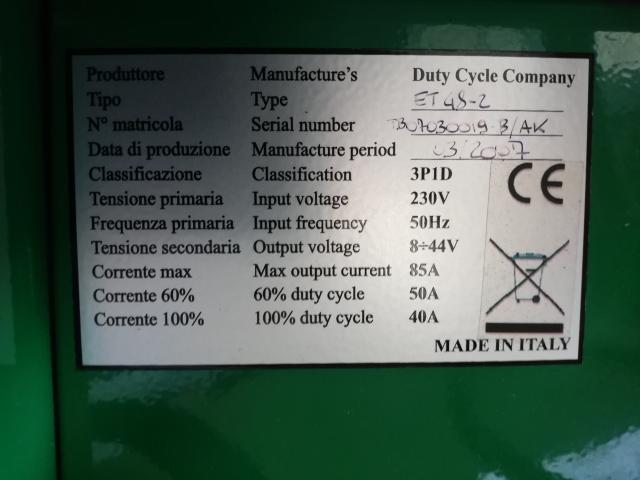 Produttore Manufacture's Duty Cycle Company
Tipo Type ET 48-2
N° matricola Serial number TB07030019-B/AK
Data di produzione Manufacture period 03/2007
Classificazione Classification 3P1D
Tensione primaria Input voltage 230V
Frequenza primaria Input frequency 50Hz
Tensione secondaria Output voltage 8÷44V
Corrente max Max output current 85A
Corrente 60% 60% duty cycle 50A
Corrente 100% 100% duty cycle 40A
CE
MADE IN ITALY